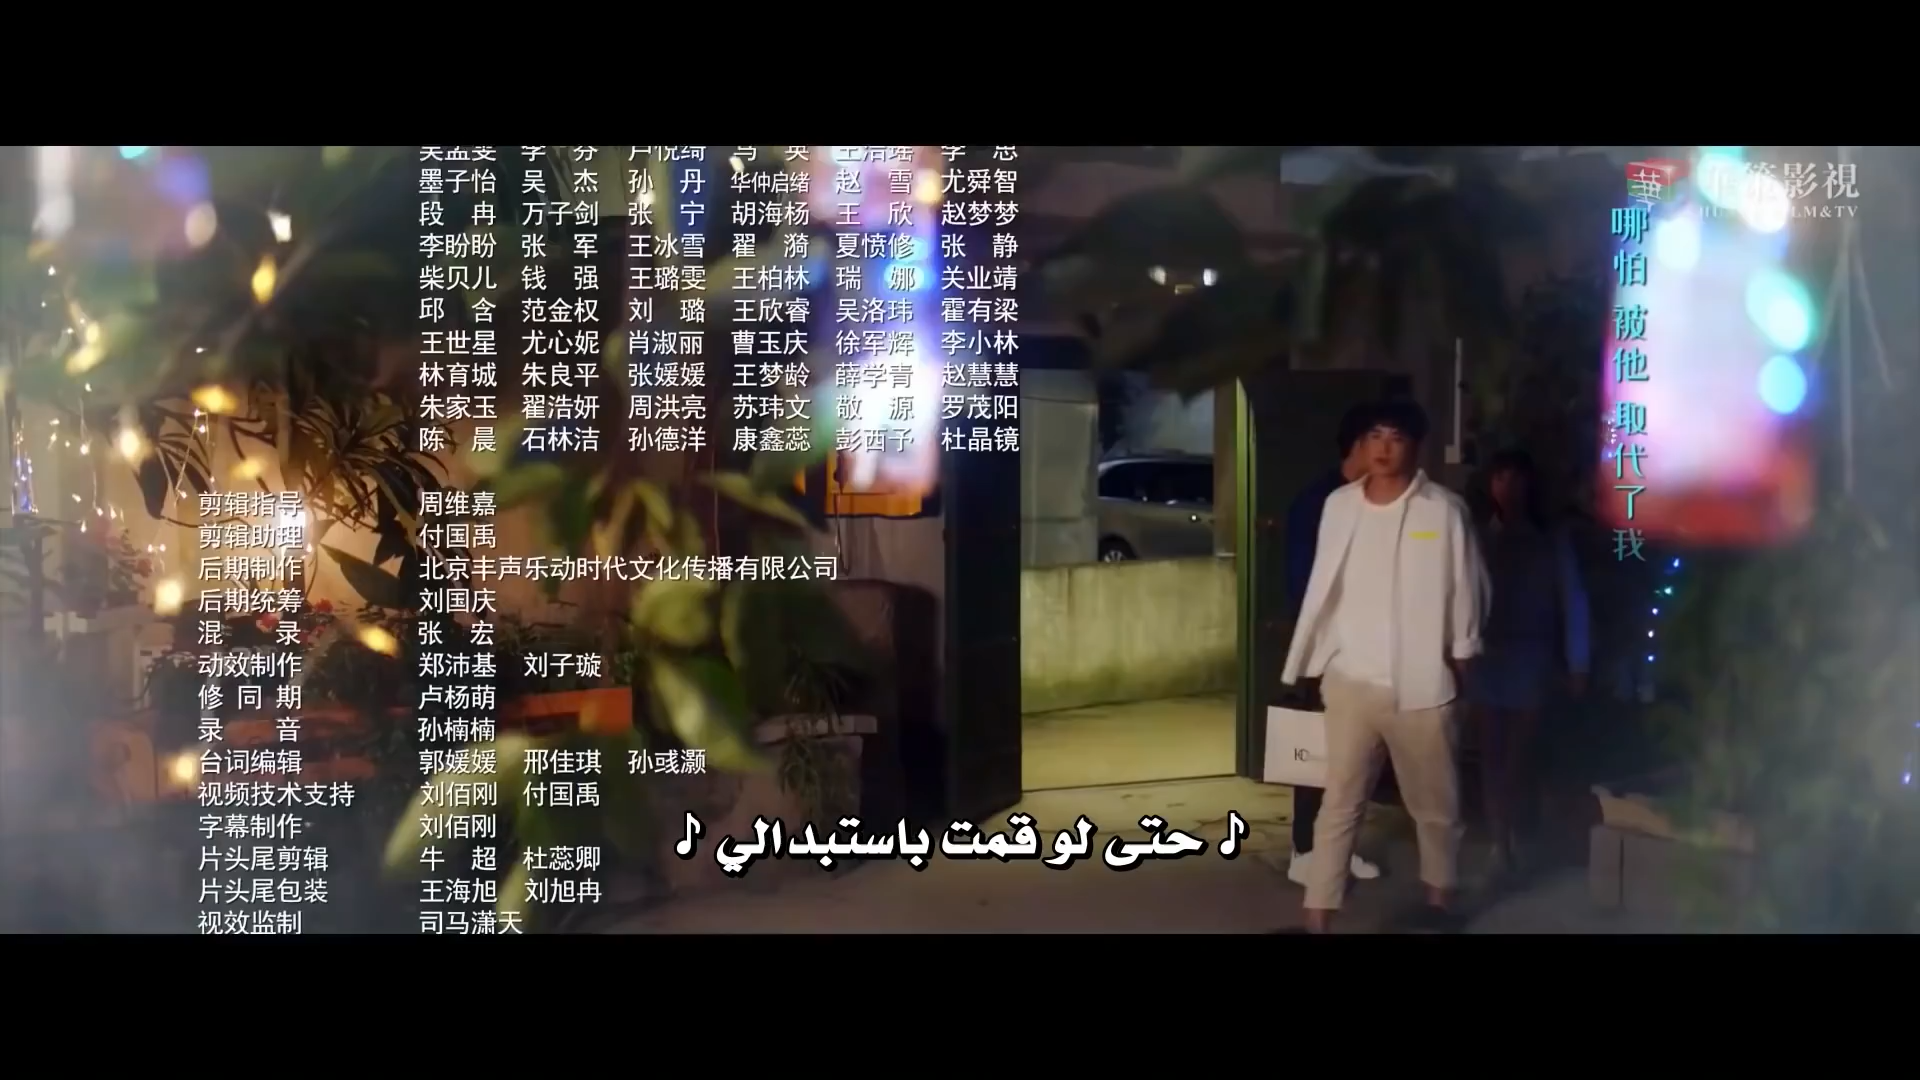 墨子怡 吴 杰 孙 丹 华仲启绪 赵 雪 尤舜智
段 冉 万子剑 张 宁 胡海杨 王 欣 赵梦梦
李盼盼 张 军 王冰雪 翟 漪 夏愤修 张 静
柴贝儿 钱 强 王璐雯 王柏林 瑞 娜 关业靖
邱 含 范金权 刘 璐 王欣睿 吴洛玮 霍有梁
王世星 尤心妮 肖淑丽 曹玉庆 徐军辉 李小林
林育城 朱良平 张媛媛 王梦龄 薛学青 赵慧慧
朱家玉 翟浩妍 周洪亮 苏玮文 敬 源 罗茂阳
陈 晨 石林洁 孙德洋 康鑫蕊 彭西子 杜晶镜
剪辑指导 周维嘉
剪辑助理 付国禹
后期制作 北京丰声乐动时代文化传播有限公司
后期统筹 刘国庆
混 录 张 宏
动效制作 郑沛基 刘子璇
修 同 期 卢杨萌
录 音 孙楠楠
台词编辑 郭媛媛 邢佳琪 孙彧灏
视频技术支持 刘佰刚 付国禹
字幕制作 刘佰刚
片头尾剪辑 牛 超 杜蕊卿
片头尾包装 王海旭 刘旭冉
视效监制 司马潇天
影視
哪怕 被他 取代了我
♪ حتى لو قمت باستبدالي ♪